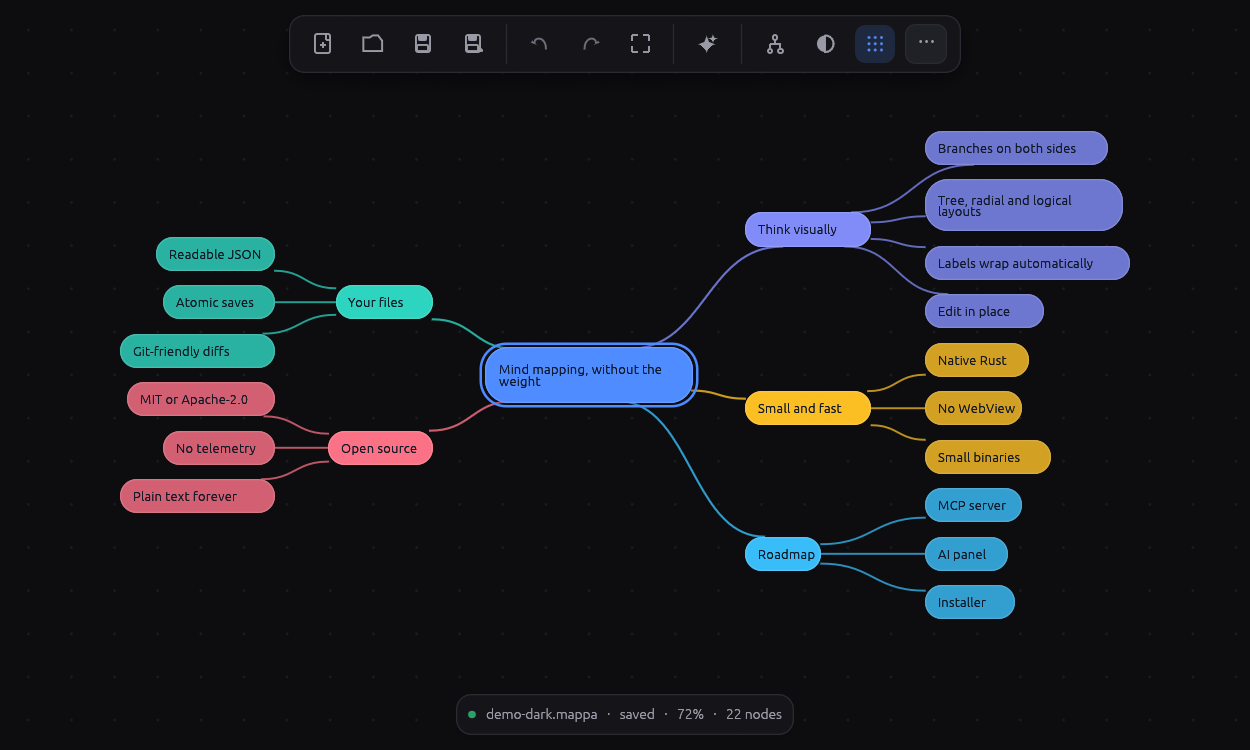 Branches on both sides
Tree, radial and logical
layouts
Think visually
Labels wrap automatically
Edit in place
Readable JSON
Atomic saves
Your files
Git-friendly diffs
Mind mapping, without the
weight
Native Rust
Small and fast
No WebView
Small binaries
MIT or Apache-2.0
No telemetry
Open source
Plain text forever
MCP server
Roadmap
AI panel
Installer
demo-dark.mappa · saved · 72% · 22 nodes